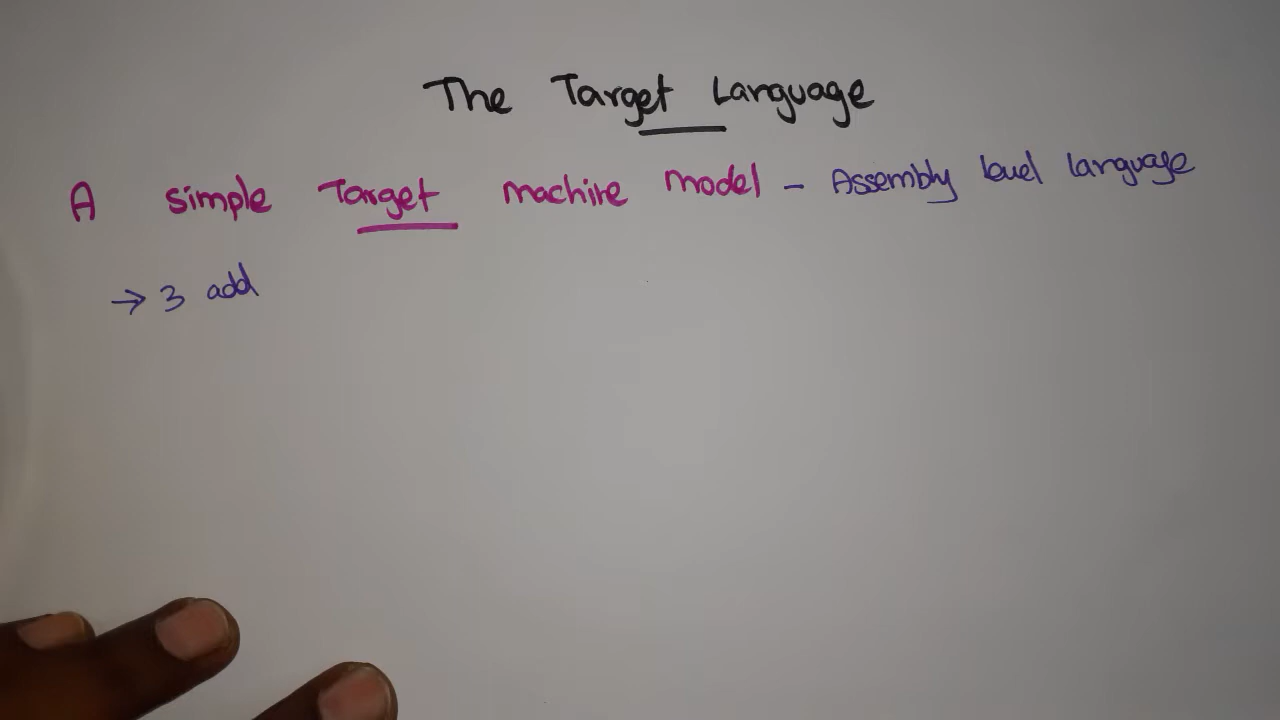 The Target Language
A simple Target machine model - Assembly level language
→ 3 add